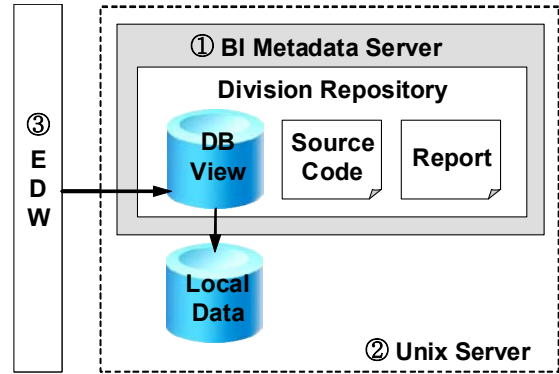 ① BI Metadata Server
Division Repository
③
E
D
W
DB
View
Source
Code
Report
Local
Data
② Unix Server